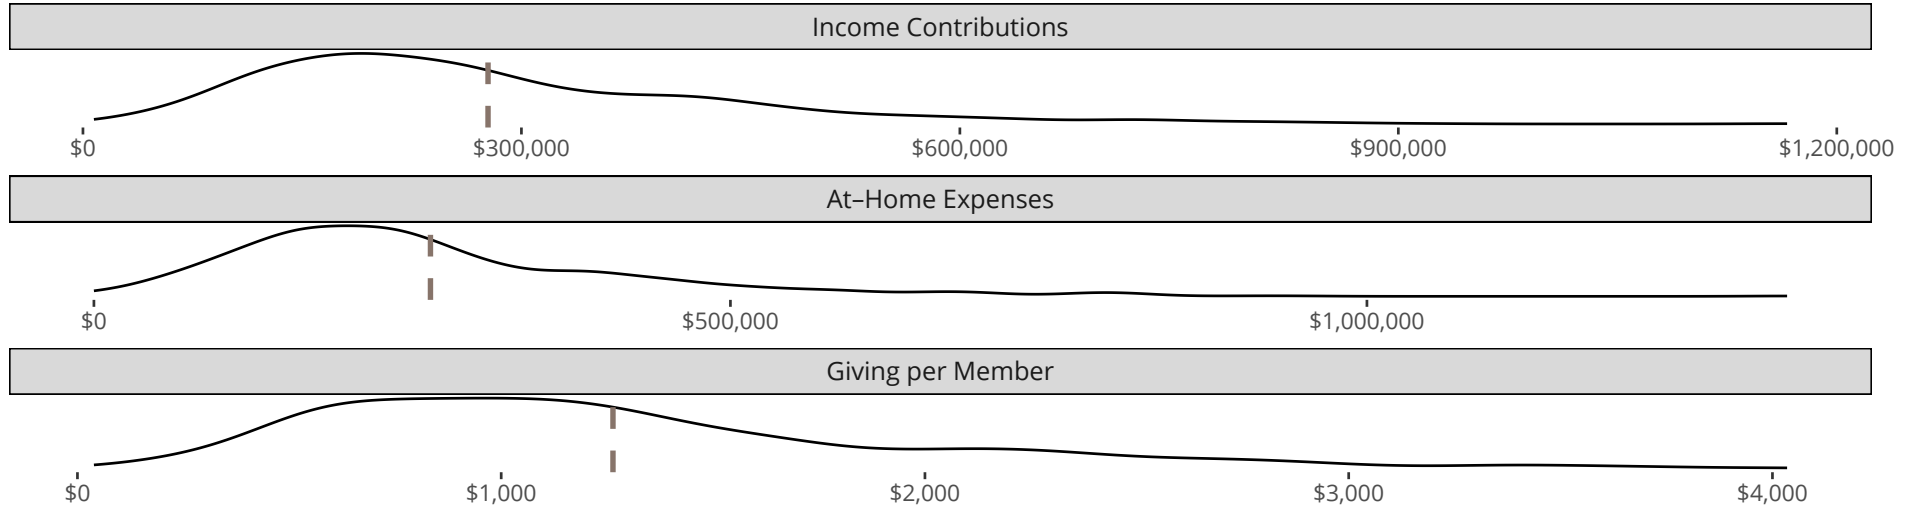 Income Contributions
$0 $300,000 $600,000 $900,000 $1,200,000
At–Home Expenses
$0 $500,000 $1,000,000
Giving per Member
$0 $1,000 $2,000 $3,000 $4,000